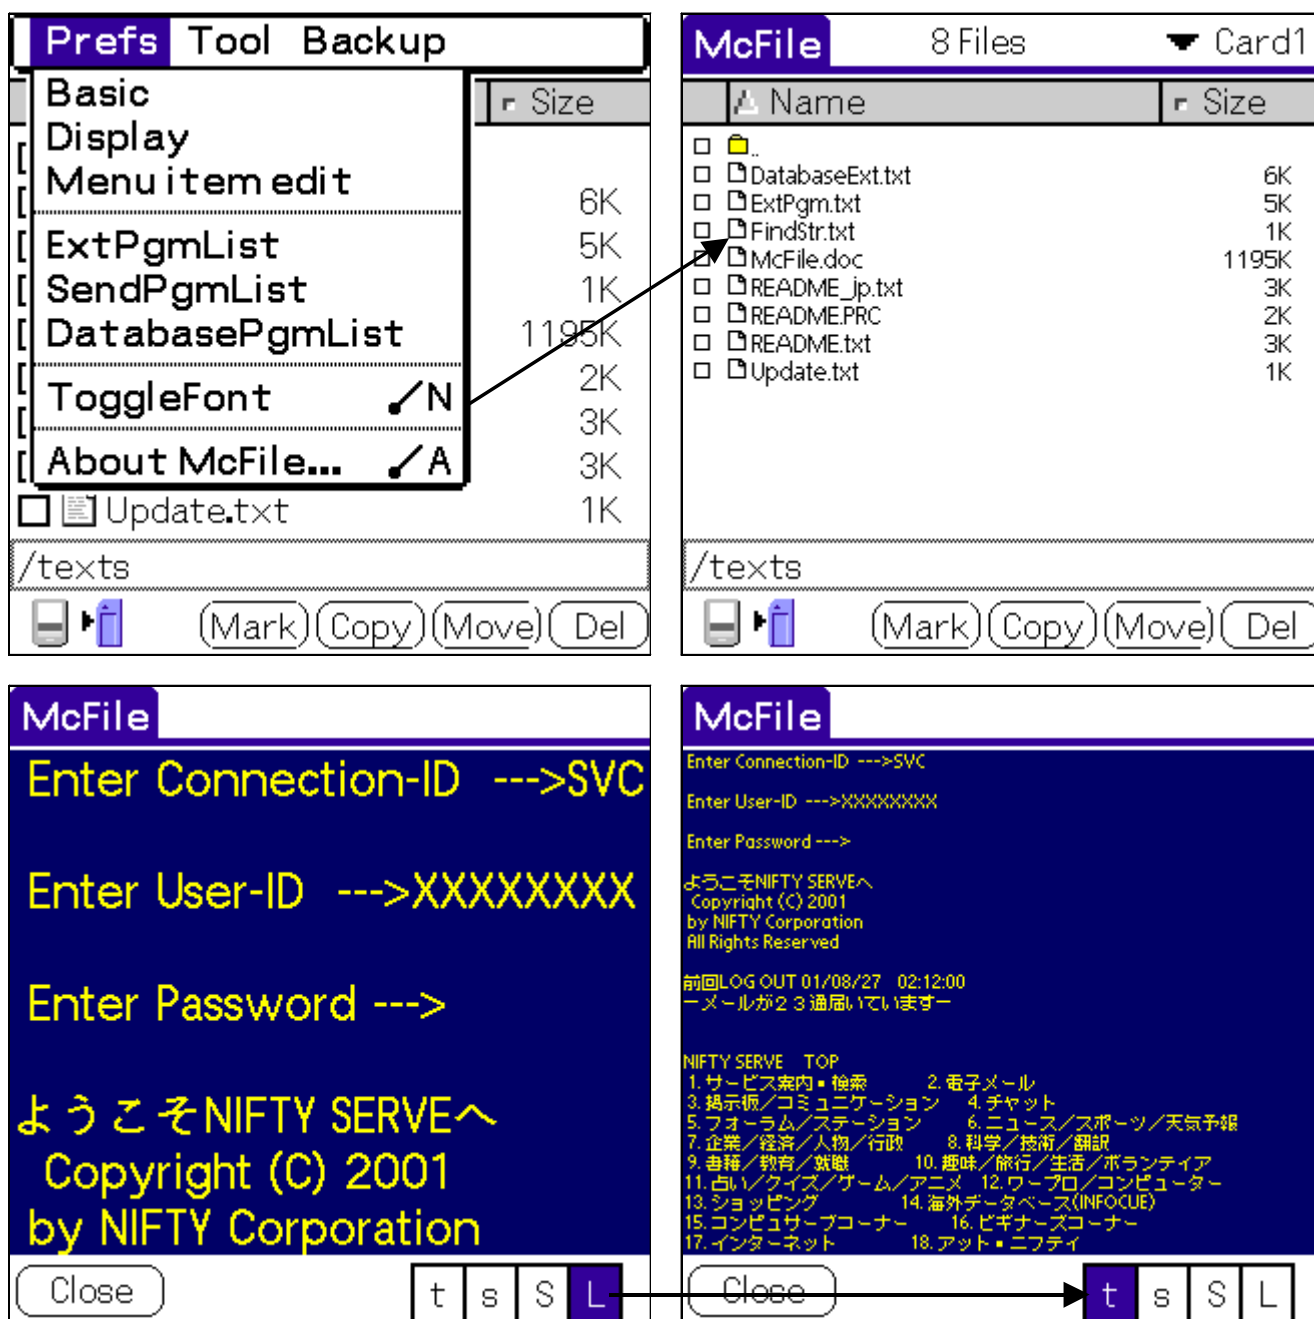 Prefs Tool Backup
Size
Basic
Display
Menu item edit
6K
ExtPgmList
5K
SendPgmList
1K
DatabasePgmList
1195K
2K
ToggleFont N
3K
About McFile... A
3K
Update.txt 1K
/texts
Mark Copy Move Del
McFile 8 Files Card1
Name Size
..
DatabaseExt.txt 6K
ExtPgm.txt 5K
FindStr.txt 1K
McFile.doc 1195K
README_jp.txt 3K
README.PRC 2K
README.txt 3K
Update.txt 1K
/texts
Mark Copy Move Del
McFile
Enter Connection-ID --->SVC
Enter User-ID --->XXXXXXXX
Enter Password --->
ようこそNIFTY SERVEへ
Copyright (C) 2001
by NIFTY Corporation
Close t s S L
McFile
Enter Connection-ID --->SVC
Enter User-ID --->XXXXXXXX
Enter Password --->
ようこそNIFTY SERVEへ
Copyright (C) 2001
by NIFTY Corporation
All Rights Reserved
前回LOG OUT 01/08/27 02:12:00
ーメールが23通届いていますー
NIFTY SERVE TOP
1.サービス案内・検索 2.電子メール
3.掲示板/コミュニケーション 4.チャット
5.フォーラム/ステーション 6.ニュース/スポーツ/天気予報
7.企業/経済/人物/行政 8.科学/技術/翻訳
9.書籍/教育/就職 10.趣味/旅行/生活/ボランティア
11.占い/クイズ/ゲーム/アニメ 12.ワープロ/コンピューター
13.ショッピング 14.海外データベース(INFOCUE)
15.コンピュサーブコーナー 16.ビギナーズコーナー
17.インターネット 18.アット・ニフティ
Close t s S L